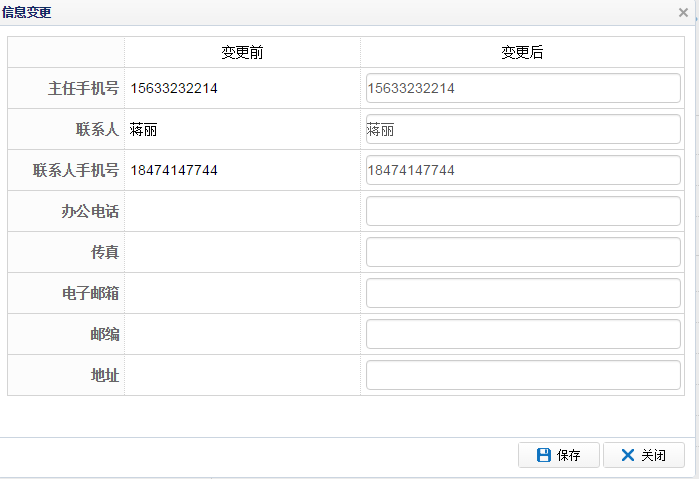 信息变更
变更前 变更后
主任手机号 15633232214 15633232214
联系人 蒋丽 蒋丽
联系人手机号 18474147744 18474147744
办公电话
传真
电子邮箱
邮编
地址
保存 关闭